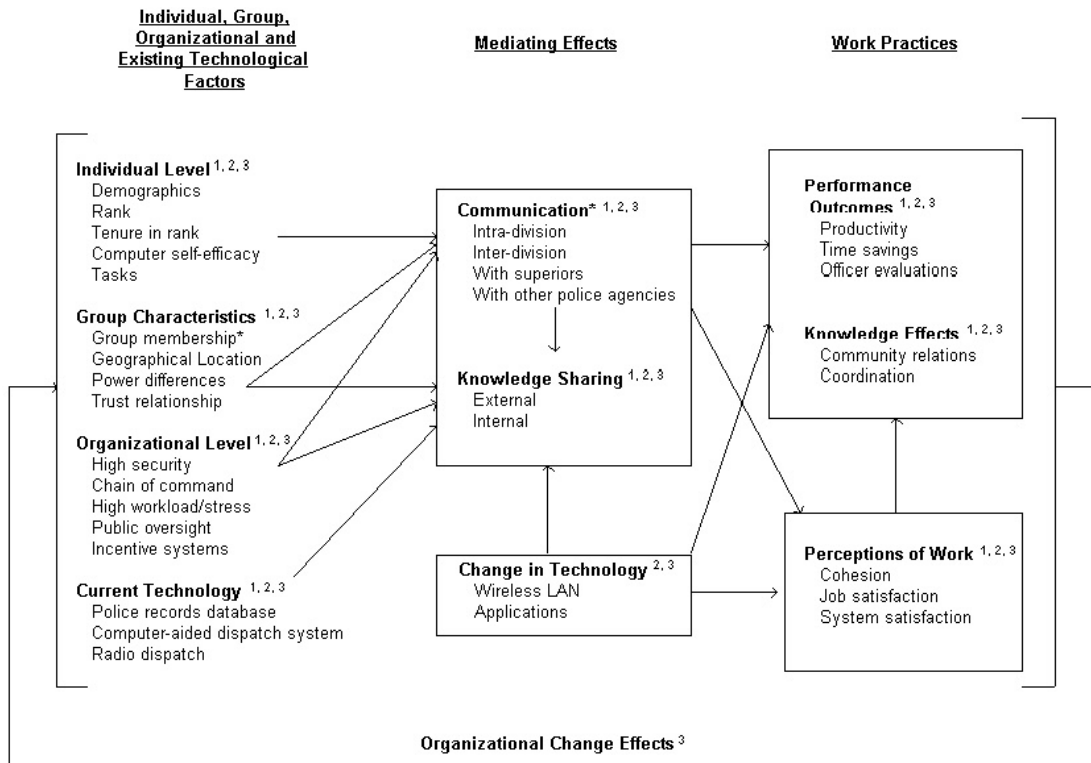 Individual, Group,
Organizational and
Existing Technological
Factors
Mediating Effects
Work Practices
Individual Level 1, 2, 3
Demographics
Rank
Tenure in rank
Computer self-efficacy
Tasks
Group Characteristics 1, 2, 3
Group membership*
Geographical Location
Power differences
Trust relationship
Organizational Level 1, 2, 3
High security
Chain of command
High workload/stress
Public oversight
Incentive systems
Current Technology 1, 2, 3
Police records database
Computer-aided dispatch system
Radio dispatch
Communication* 1, 2, 3
Intra-division
Inter-division
With superiors
With other police agencies
Knowledge Sharing 1, 2, 3
External
Internal
Change in Technology 2, 3
Wireless LAN
Applications
Performance
Outcomes 1, 2, 3
Productivity
Time savings
Officer evaluations
Knowledge Effects 1, 2, 3
Community relations
Coordination
Perceptions of Work 1, 2, 3
Cohesion
Job satisfaction
System satisfaction
Organizational Change Effects 3